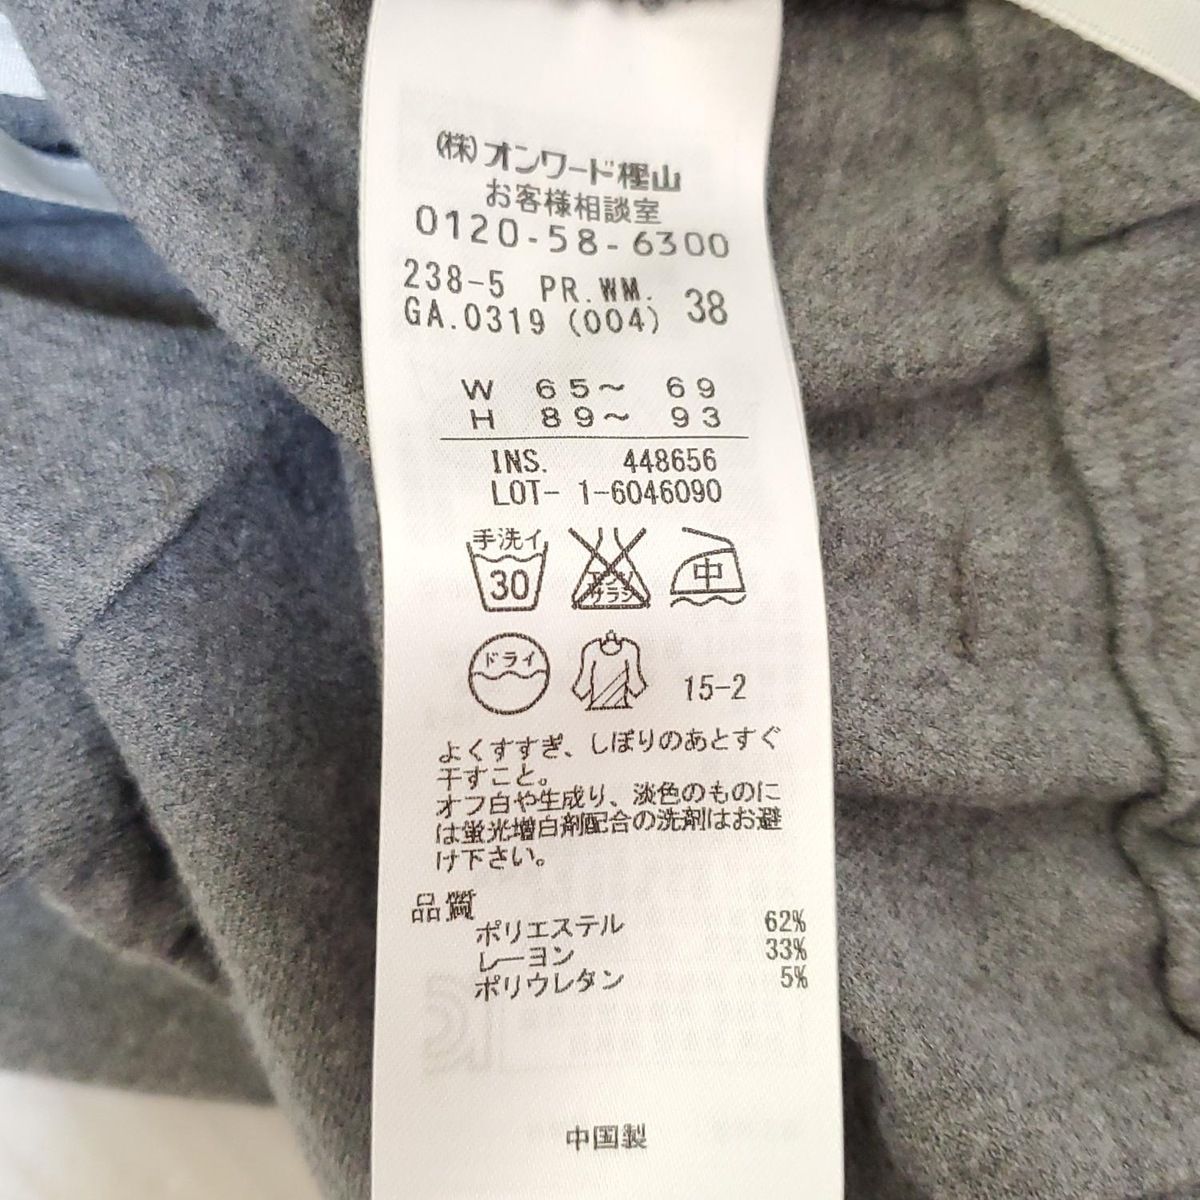 (株)オンワード樫山
お客様相談室
0120-58-6300
238-5 PR.WM. 38
GA.0319 (004)
W 65～ 69
H 89～ 93
INS. 448656
LOT- 1-6046090
手洗イ
30
エンソ
サラシ
中
ドライ
15-2
よくすすぎ、しぼりのあとすぐ
干すこと。
オフ白や生成り、淡色のものに
は蛍光増白剤配合の洗剤はお避
け下さい。
品質
ポリエステル 62%
レーヨン 33%
ポリウレタン 5%
中国製